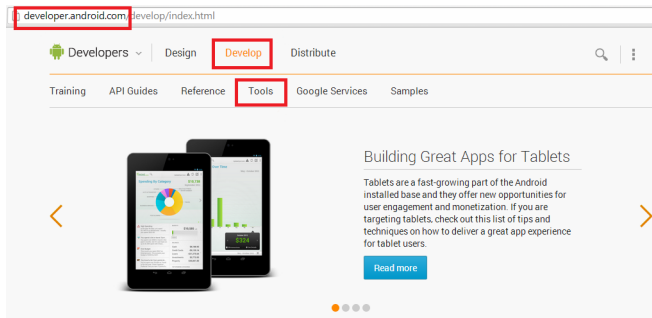 developer.android.com/develop/index.html
Developers Design Develop Distribute
Training API Guides Reference Tools Google Services Samples
Building Great Apps for Tablets
Tablets are a fast-growing part of the Android
installed base and they offer new opportunities for
user engagement and monetization. If you are
targeting tablets, check out this list of tips and
techniques on how to deliver a great app experience
for tablet users.
Read more
$324